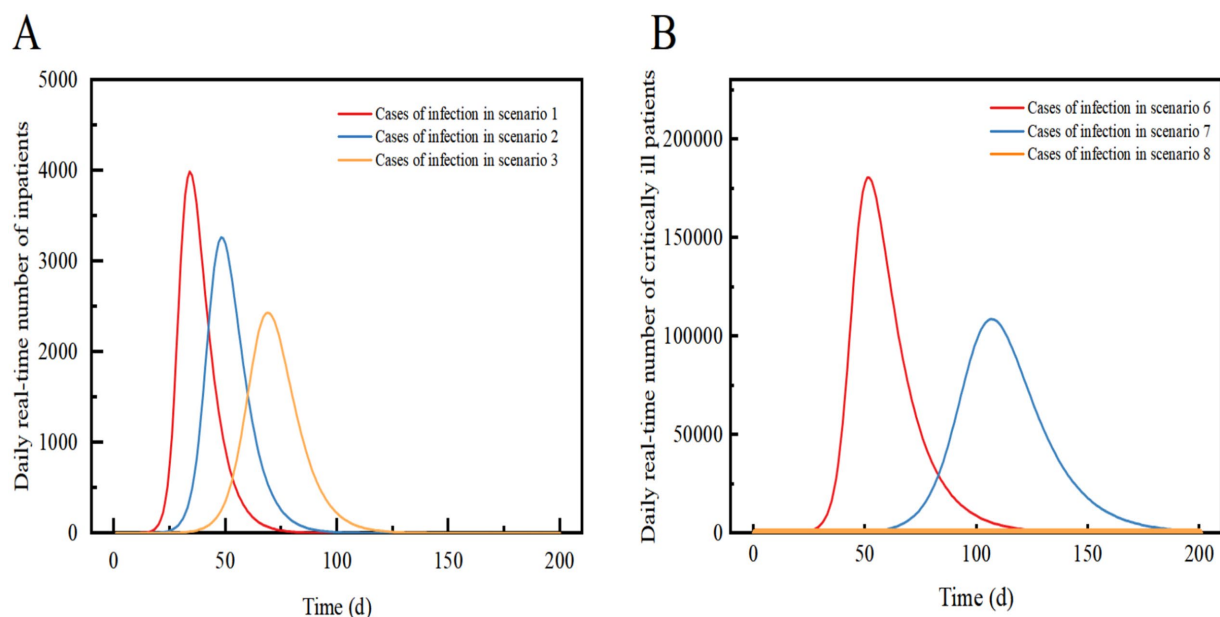 A
Daily real-time number of inpatients
5000
4000
3000
2000
1000
0
Cases of infection in scenario 1
Cases of infection in scenario 2
Cases of infection in scenario 3
0 50 100 150 200
Time (d)
B
Daily real-time number of critically ill patients
200000
150000
100000
50000
0
Cases of infection in scenario 6
Cases of infection in scenario 7
Cases of infection in scenario 8
0 50 100 150 200
Time (d)